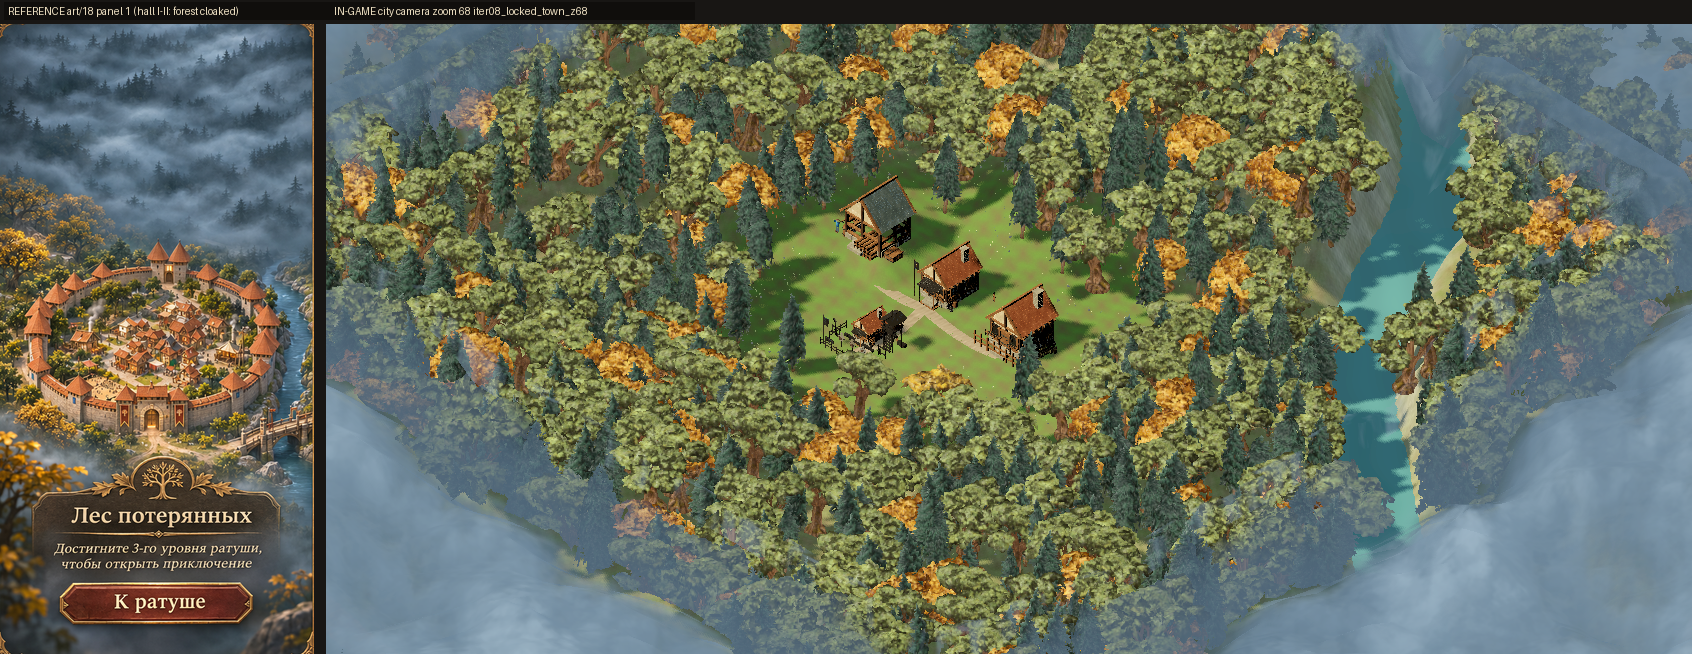 REFERENCE art/18 panel 1 (hall I-II: forest cloaked)
IN-GAME city camera zoom 68 iter08_locked_town_z68
Лес потерянных
Достигните 3-го уровня ратуши,
чтобы открыть приключение
К ратуше